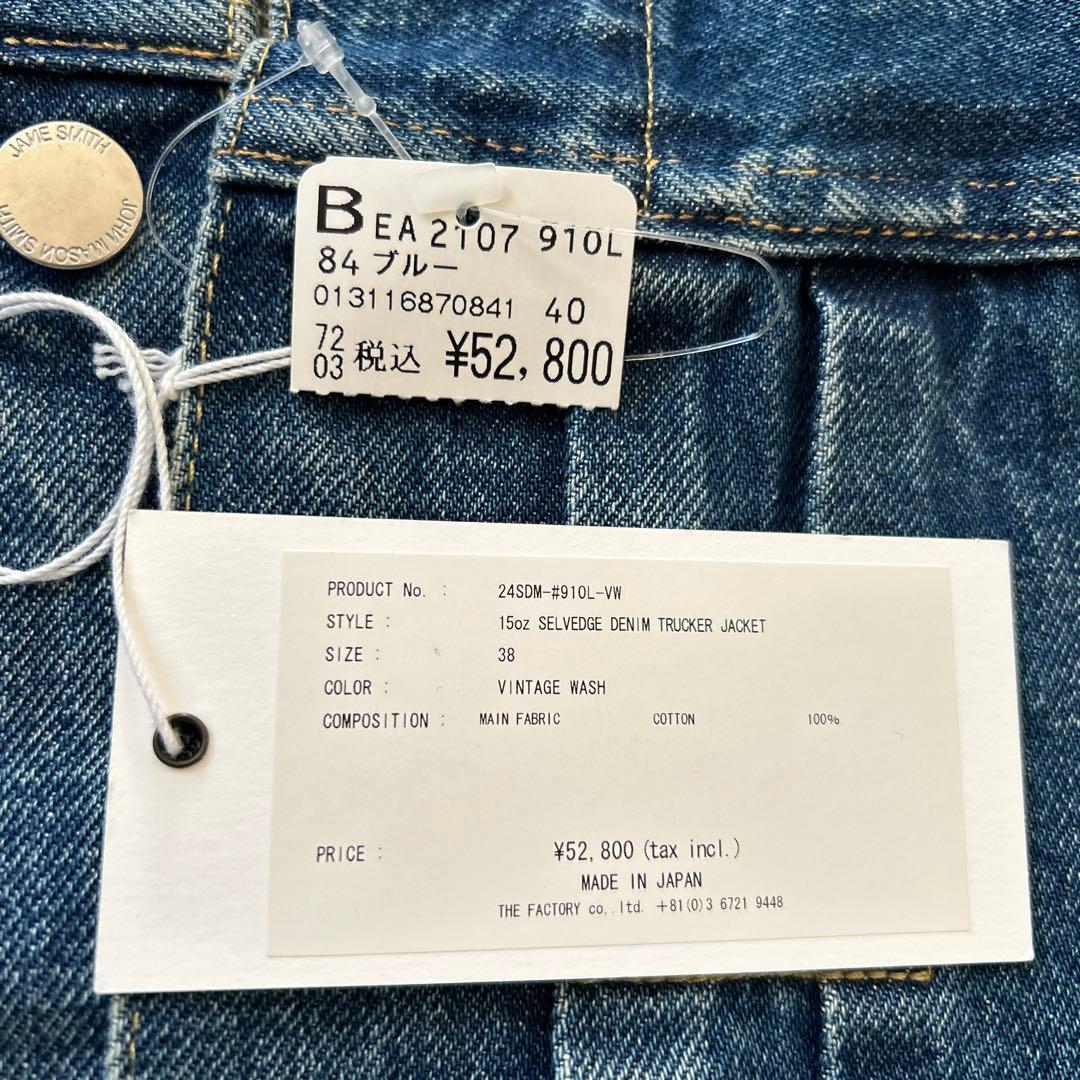 JANE SMITH
JOHN MASON SMITH
B EA 2107 910L
84 ブルー
013116870841 40
72
03 税込 ¥52,800
PRODUCT No. : 24SDM-#910L-VW
STYLE : 15oz SELVEDGE DENIM TRUCKER JACKET
SIZE : 38
COLOR : VINTAGE WASH
COMPOSITION : MAIN FABRIC COTTON 100%
PRICE : ¥52,800 (tax incl.)
MADE IN JAPAN
THE FACTORY co,.ltd. +81(0)3 6721 9448